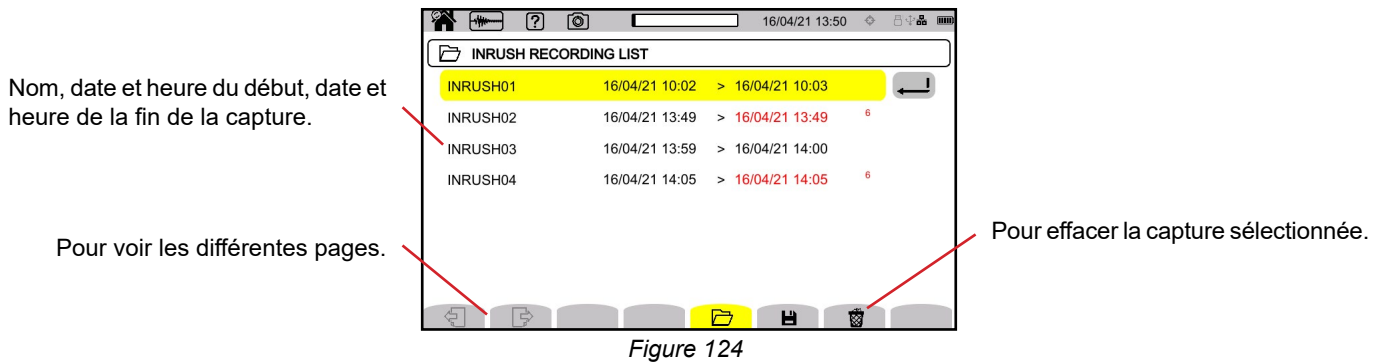 ? 16/04/21 13:50
INRUSH RECORDING LIST
Nom, date et heure du début, date et
heure de la fin de la capture.
INRUSH01 16/04/21 10:02 > 16/04/21 10:03
INRUSH02 16/04/21 13:49 > 16/04/21 13:49 6
INRUSH03 16/04/21 13:59 > 16/04/21 14:00
INRUSH04 16/04/21 14:05 > 16/04/21 14:05 6
Pour voir les différentes pages.
Pour effacer la capture sélectionnée.
Figure 124